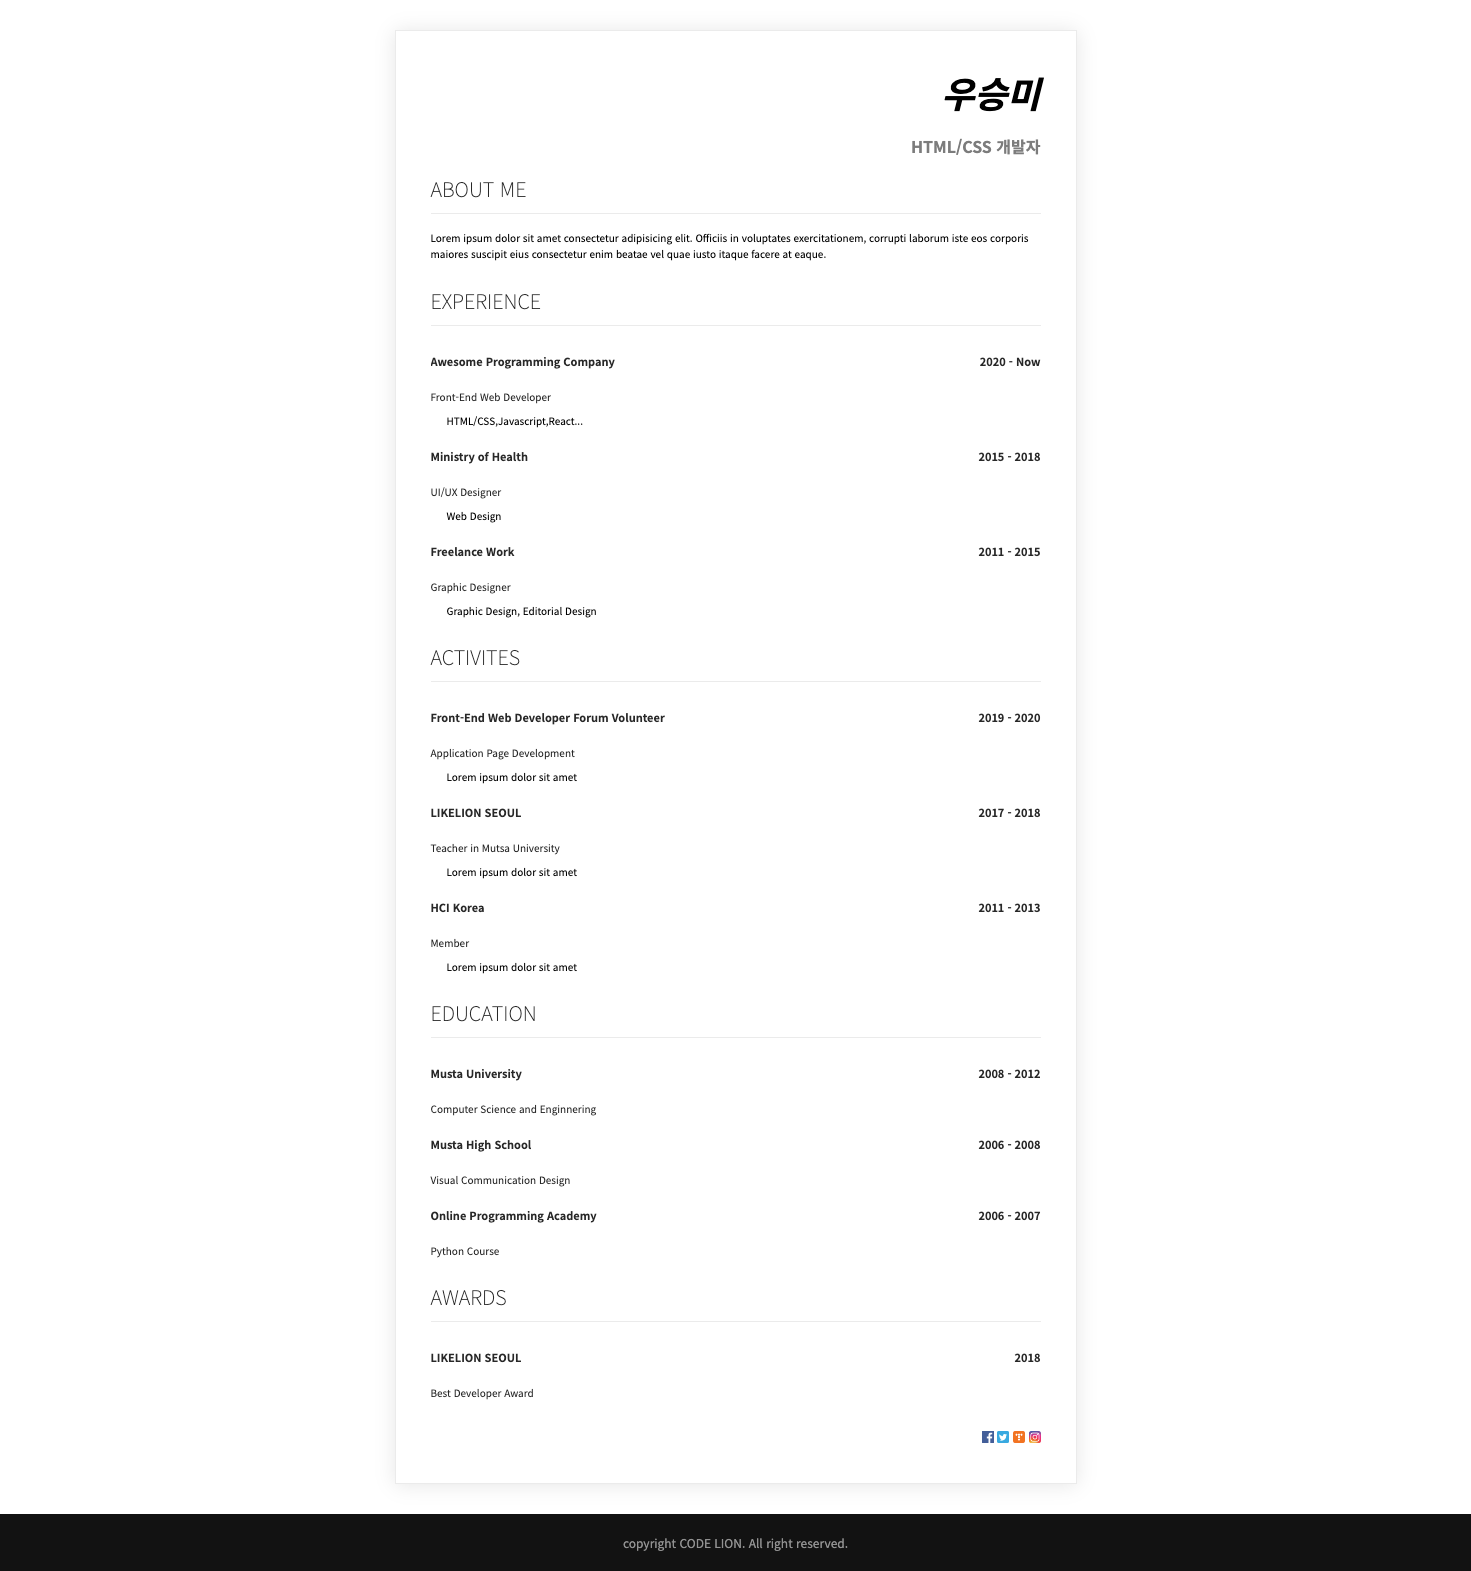 우승미
HTML/CSS 개발자
ABOUT ME
Lorem ipsum dolor sit amet consectetur adipisicing elit. Officiis in voluptates exercitationem, corrupti laborum iste eos corporis
maiores suscipit eius consectetur enim beatae vel quae iusto itaque facere at eaque.
EXPERIENCE
Awesome Programming Company 2020 - Now
Front-End Web Developer
HTML/CSS,Javascript,React...
Ministry of Health 2015 - 2018
UI/UX Designer
Web Design
Freelance Work 2011 - 2015
Graphic Designer
Graphic Design, Editorial Design
ACTIVITES
Front-End Web Developer Forum Volunteer 2019 - 2020
Application Page Development
Lorem ipsum dolor sit amet
LIKELION SEOUL 2017 - 2018
Teacher in Mutsa University
Lorem ipsum dolor sit amet
HCI Korea 2011 - 2013
Member
Lorem ipsum dolor sit amet
EDUCATION
Musta University 2008 - 2012
Computer Science and Enginnering
Musta High School 2006 - 2008
Visual Communication Design
Online Programming Academy 2006 - 2007
Python Course
AWARDS
LIKELION SEOUL 2018
Best Developer Award
copyright CODE LION. All right reserved.